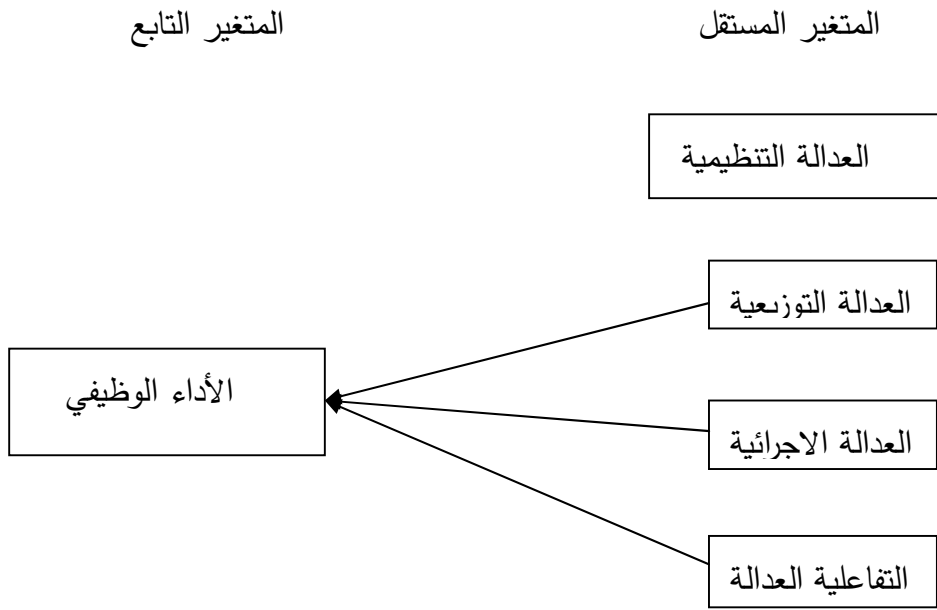 المتغير المستقل
المتغير التابع
العدالة التنظيمية
العدالة التوزيعية
الأداء الوظيفي
العدالة الاجرائية
التفاعلية العدالة